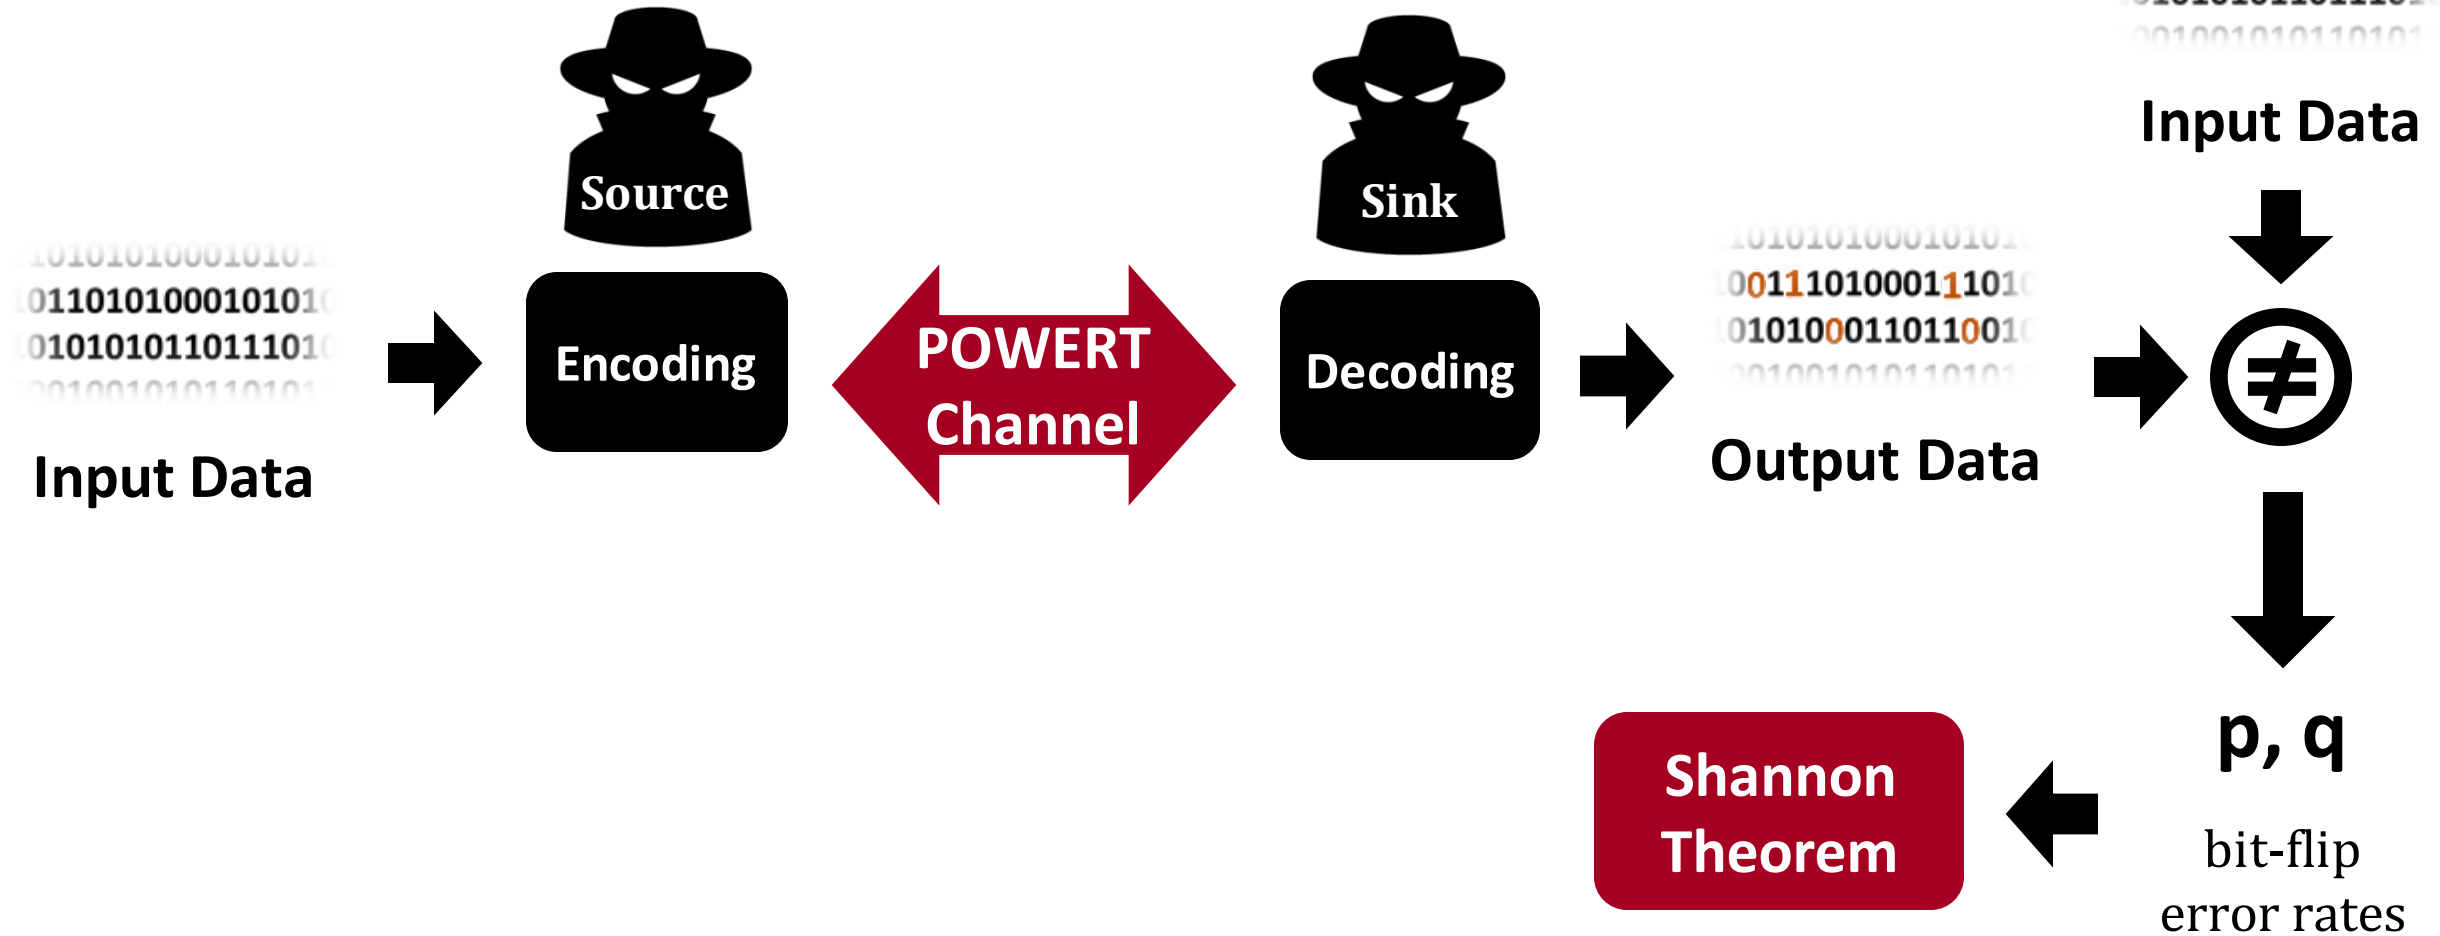 Source
Sink
Input Data
0110101000101010
0101010110111010
Input Data
Encoding
POWERT
Channel
Decoding
0011101000111010
0101000110110010
Output Data
≠
p, q
bit-flip
error rates
Shannon
Theorem